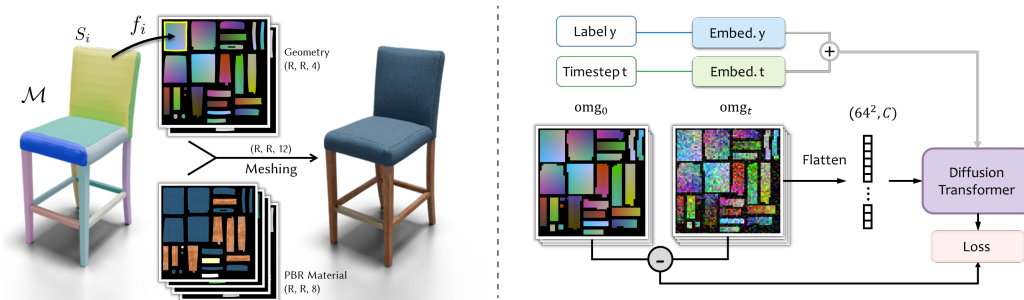 S_i
f_i
M
Geometry
(R, R, 4)
(R, R, 12)
Meshing
PBR Material
(R, R, 8)
Label y
Embed. y
+
Timestep t
Embed. t
omg_0
omg_t
(64², C)
Flatten
Diffusion
Transformer
Loss
-